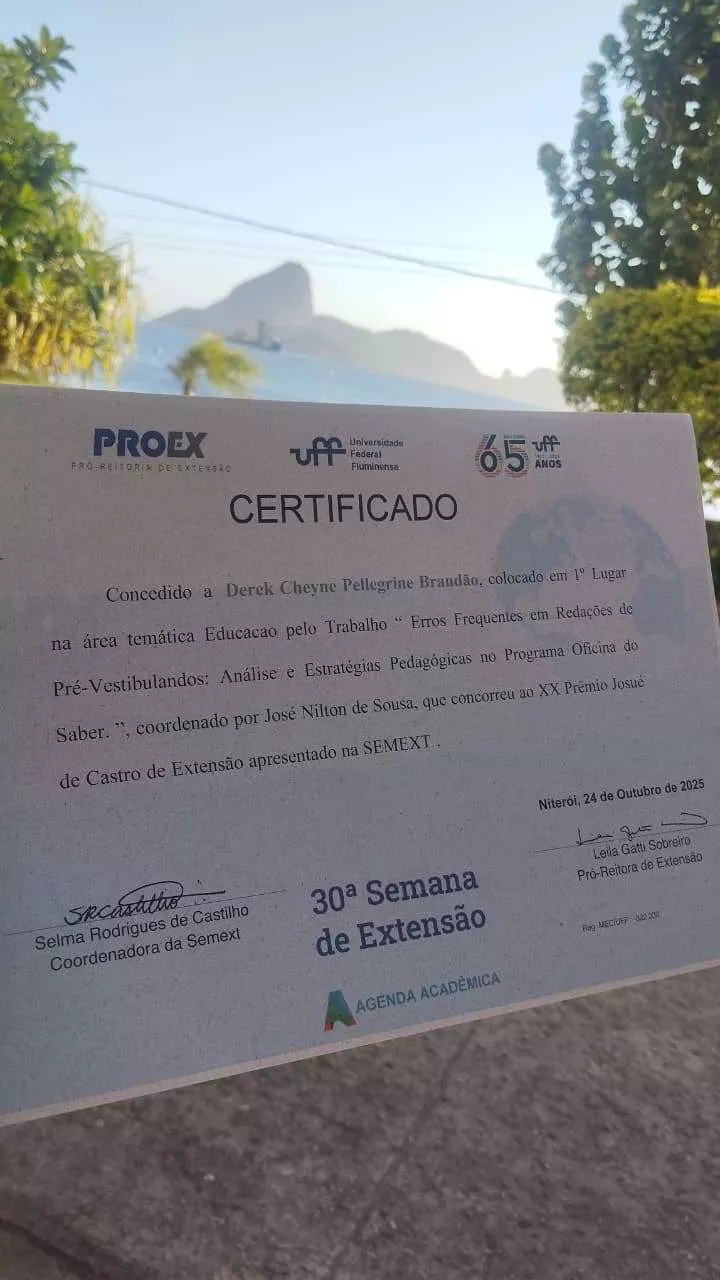 PROEX
PRÓ-REITORIA DE EXTENSÃO
uff Universidade
Federal
Fluminense
65 uff
ANOS
CERTIFICADO
Concedido a Derek Cheyne Pellegrine Brandão, colocado em 1º Lugar
na área temática Educacao pelo Trabalho “ Erros Frequentes em Redações de
Pré-Vestibulandos: Análise e Estratégias Pedagógicas no Programa Oficina do
Saber. ”, coordenado por José Nilton de Sousa, que concorreu ao XX Prêmio Josué
de Castro de Extensão apresentado na SEMEXT .
Niterói, 24 de Outubro de 2025
Leila Gatti Sobreiro
Pró-Reitora de Extensão
SRCastilho
Selma Rodrigues de Castilho
Coordenadora da Semext
30ª Semana
de Extensão
Reg. MEC/UFF
AGENDA ACADÊMICA